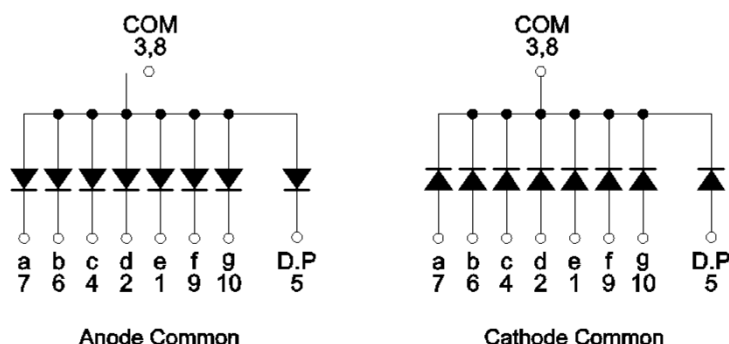 COM
3,8
a b c d e f g D.P
7 6 4 2 1 9 10 5
Anode Common
COM
3,8
a b c d e f g D.P
7 6 4 2 1 9 10 5
Cathode Common